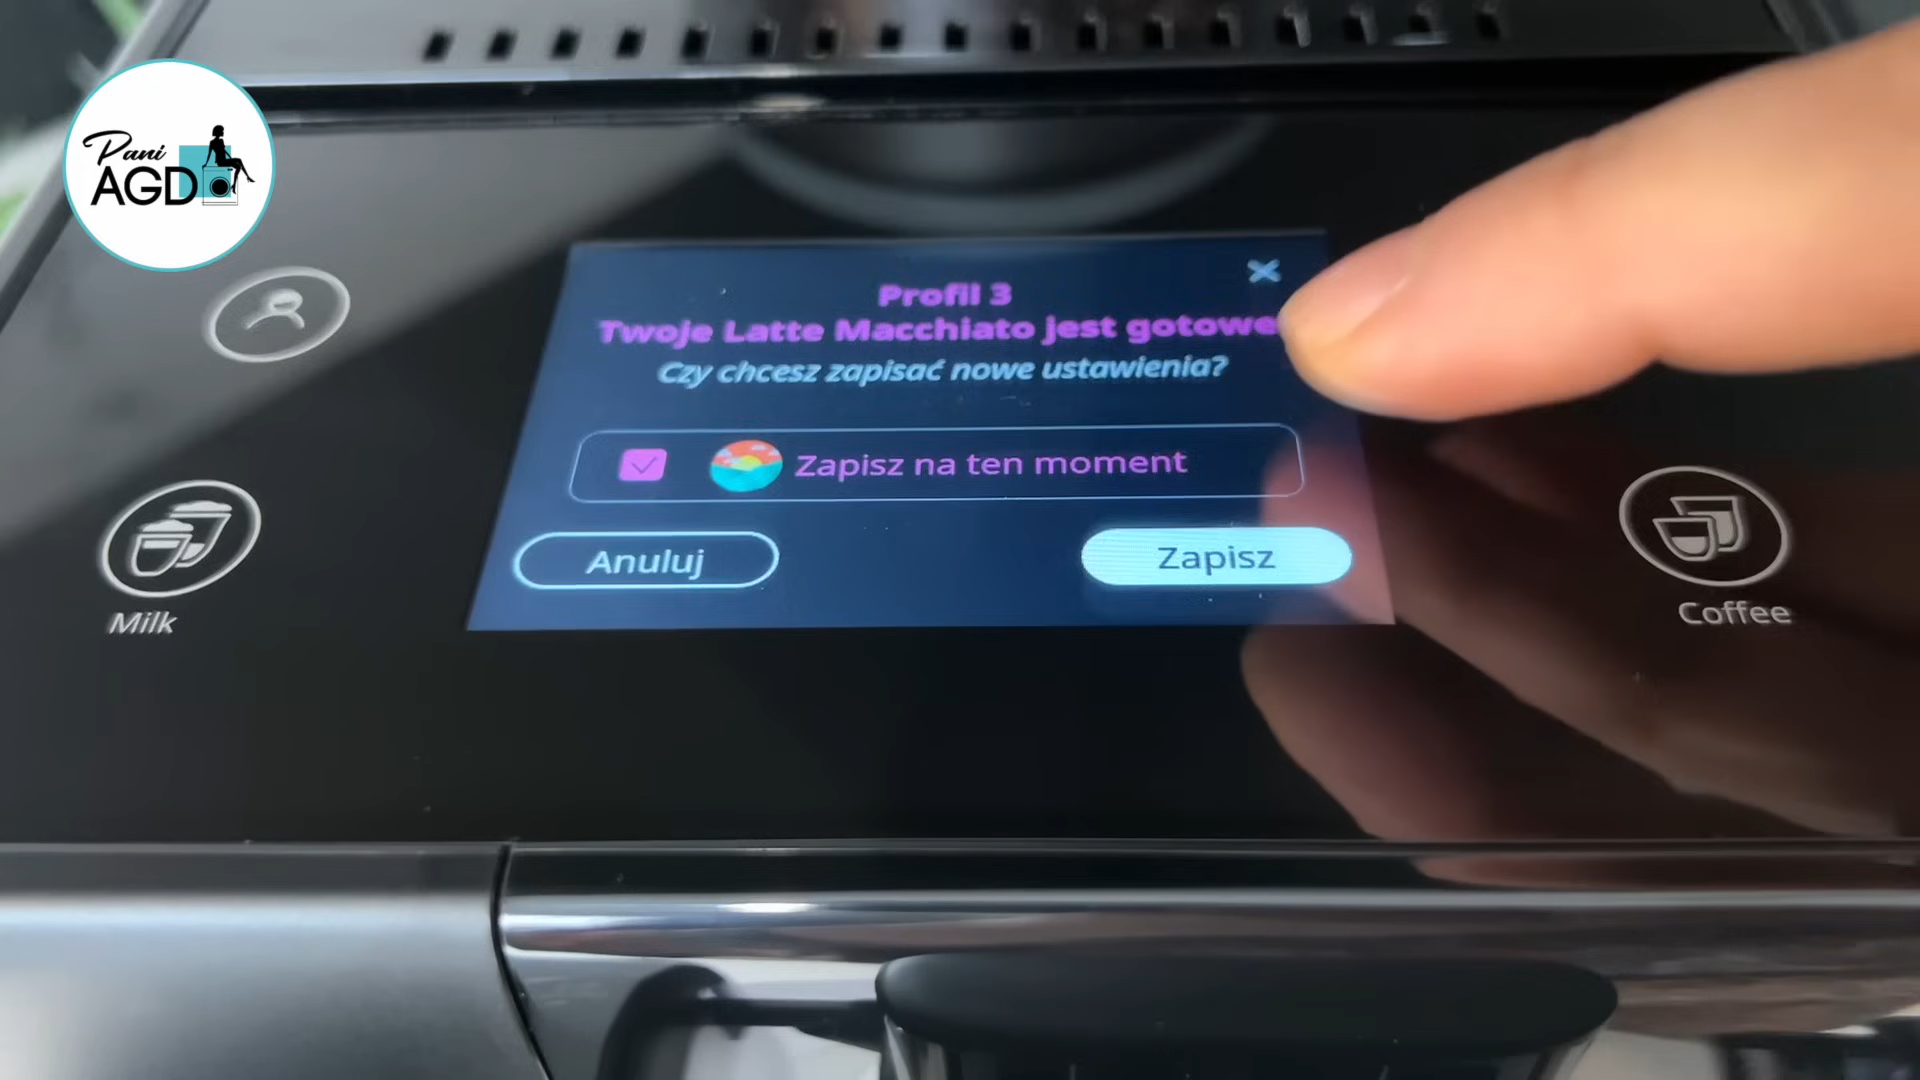 Pani
AGD
Profil 3
Twoje Latte Macchiato jest gotowe
Czy chcesz zapisać nowe ustawienia?
Zapisz na ten moment
Anuluj
Zapisz
Milk
Coffee